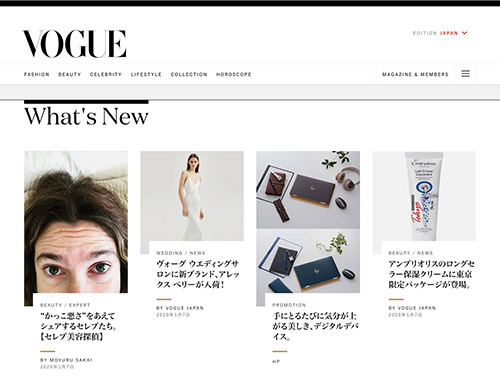 VOGUE
EDITION JAPAN
FASHION BEAUTY CELEBRITY LIFESTYLE COLLECTION HOROSCOPE
MAGAZINE & MEMBERS
What's New
BEAUTY / EXPERT
“かっこ悪さ”をあえて
シェアするセレブたち。
【セレブ美容探偵】
BY MOYURU SAKAI
2020年1月7日
WEDDING / NEWS
ヴォーグ ウエディングサ
ロンに新ブランド、アレッ
クス ペリーが入荷！
BY VOGUE JAPAN
2020年1月7日
PROMOTION
手にとるたびに気分が上
がる美しき、デジタルデバ
イス。
HP
Embryolisse
Lait-Crème
Concentré
Tokyo
BEAUTY / NEWS
アンブリオリスのロングセ
ラー保湿クリームに東京
限定パッケージが登場。
BY VOGUE JAPAN
2020年1月7日